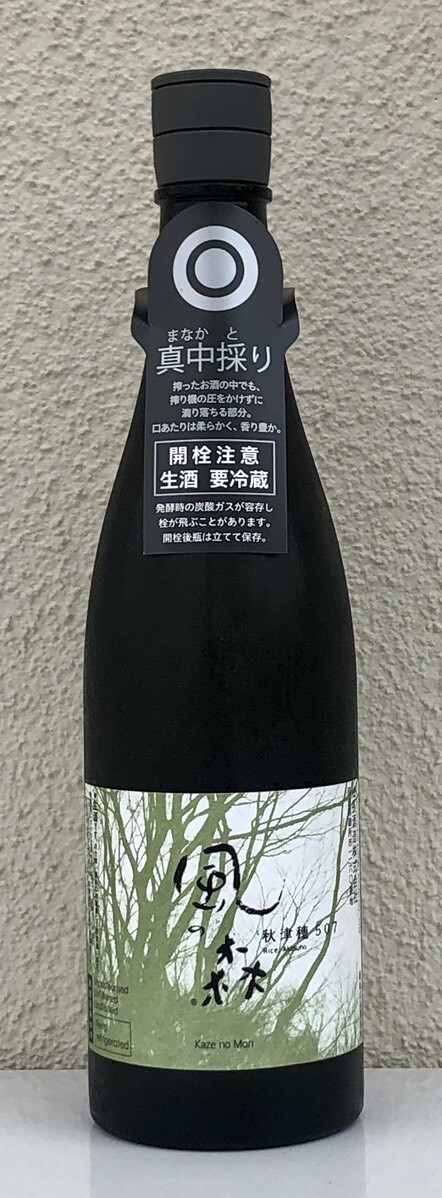 まなか と
真中採り
搾ったお酒の中でも、
搾り機の圧をかけずに
滴り落ちる部分。
口あたりは柔らかく、香り豊か。
開栓注意
生酒 要冷蔵
発酵時の炭酸ガスが容存し
栓が飛ぶことがあります。
開栓後瓶は立てて保存。
風の森
秋津穂 507
Rice Akitsuho
Kaze no Mori
refrigerated